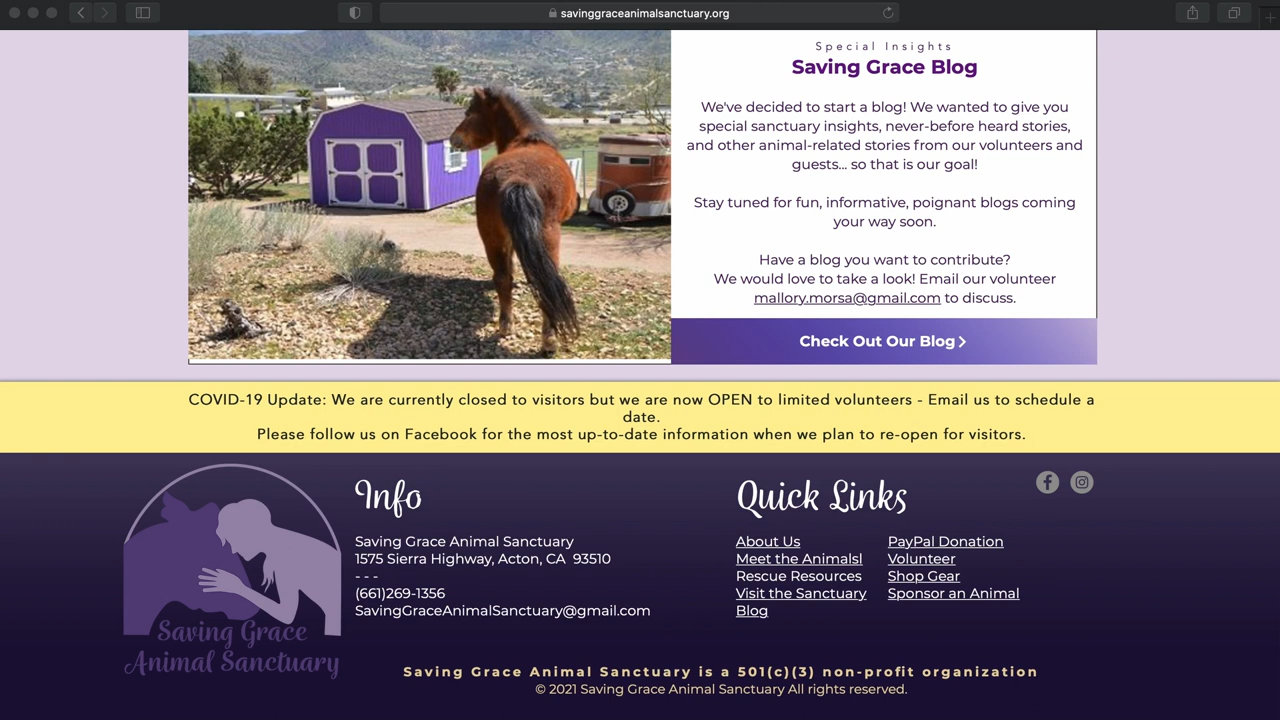 savinggraceanimalsanctuary.org
Special Insights
Saving Grace Blog
We've decided to start a blog! We wanted to give you
special sanctuary insights, never-before heard stories,
and other animal-related stories from our volunteers and
guests... so that is our goal!
Stay tuned for fun, informative, poignant blogs coming
your way soon.
Have a blog you want to contribute?
We would love to take a look! Email our volunteer
mallory.morsa@gmail.com to discuss.
Check Out Our Blog
COVID-19 Update: We are currently closed to visitors but we are now OPEN to limited volunteers - Email us to schedule a
date.
Please follow us on Facebook for the most up-to-date information when we plan to re-open for visitors.
Saving Grace
Animal Sanctuary
Info
Saving Grace Animal Sanctuary
1575 Sierra Highway, Acton, CA 93510
- - -
(661)269-1356
SavingGraceAnimalSanctuary@gmail.com
Quick Links
About Us
Meet the Animals!
Rescue Resources
Visit the Sanctuary
Blog
PayPal Donation
Volunteer
Shop Gear
Sponsor an Animal
Saving Grace Animal Sanctuary is a 501(c)(3) non-profit organization
© 2021 Saving Grace Animal Sanctuary All rights reserved.